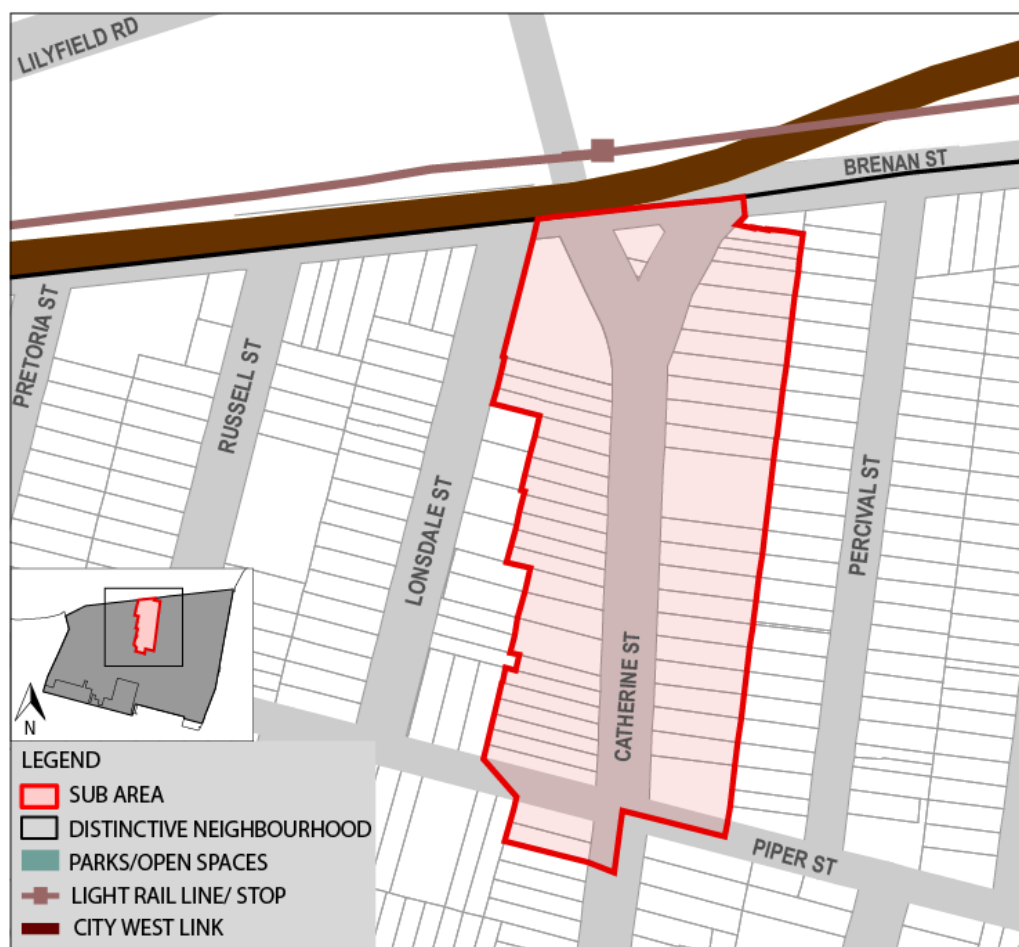 LILYFIELD RD
BRENAN ST
PRETORIA ST
RUSSELL ST
LONSDALE ST
PERCIVAL ST
CATHERINE ST
PIPER ST
N
LEGEND
SUB AREA
DISTINCTIVE NEIGHBOURHOOD
PARKS/OPEN SPACES
LIGHT RAIL LINE/ STOP
CITY WEST LINK